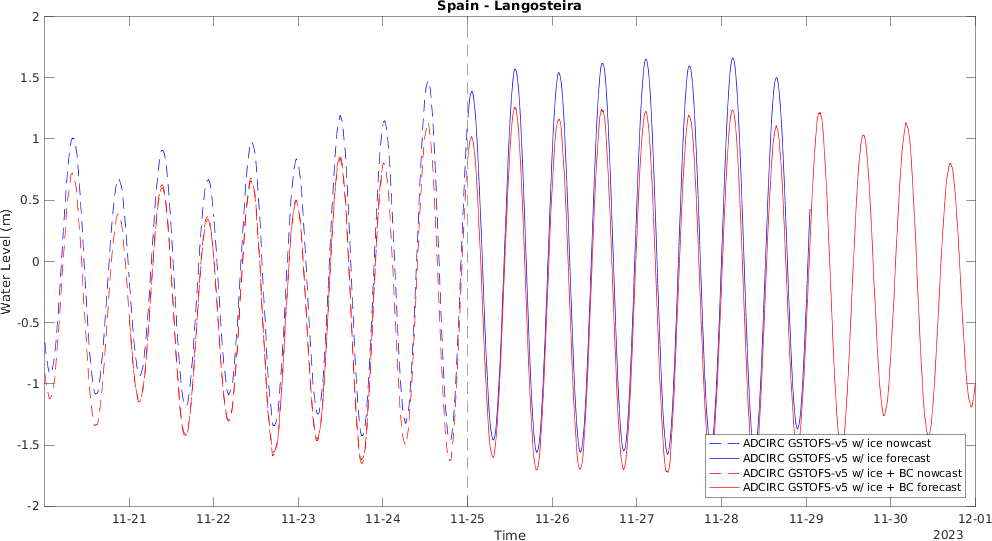 Spain - Langosteira
2
1.5
1
0.5
0
-0.5
-1
-1.5
-2
Water Level (m)
11-21 11-22 11-23 11-24 11-25 11-26 11-27 11-28 11-29 11-30 12-01
Time
2023
ADCIRC GSTOFS-v5 w/ ice nowcast
ADCIRC GSTOFS-v5 w/ ice forecast
ADCIRC GSTOFS-v5 w/ ice + BC nowcast
ADCIRC GSTOFS-v5 w/ ice + BC forecast